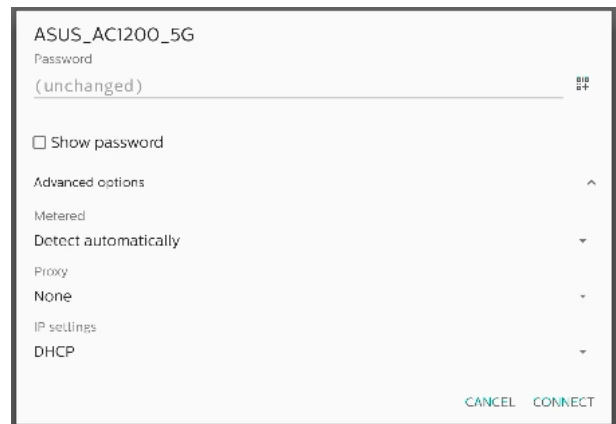 ASUS_AC1200_5G
Password
(unchanged)
Show password
Advanced options
Metered
Detect automatically
Proxy
None
IP settings
DHCP
CANCEL CONNECT